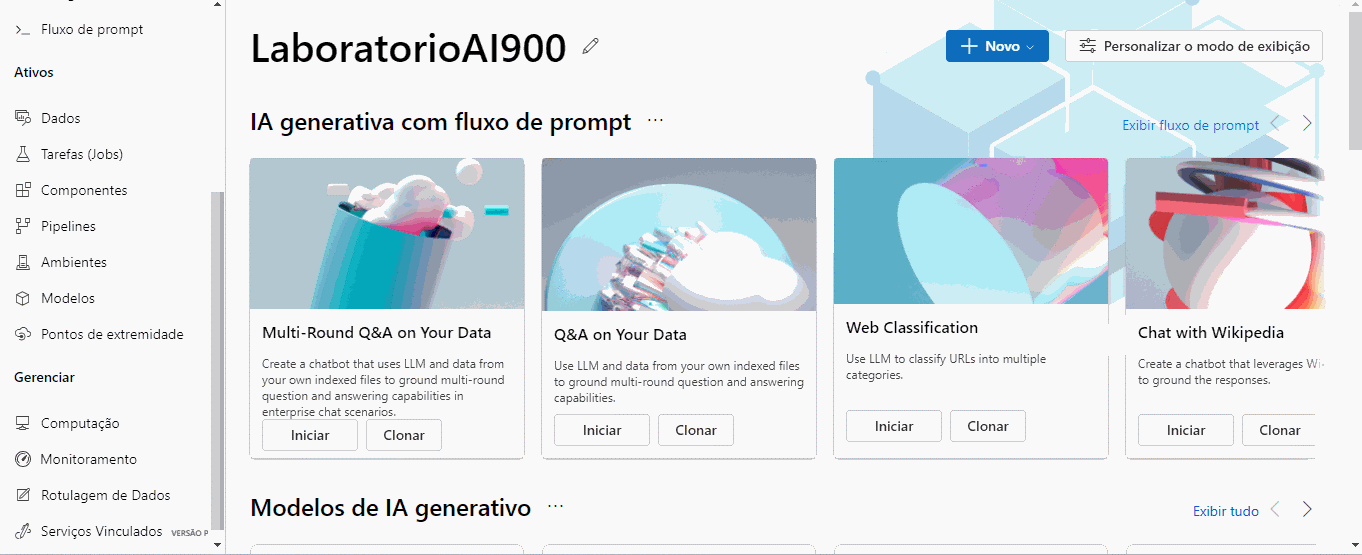 Fluxo de prompt
Ativos
Dados
Tarefas (Jobs)
Componentes
Pipelines
Ambientes
Modelos
Pontos de extremidade
Gerenciar
Computação
Monitoramento
Rotulagem de Dados
Serviços Vinculados VERSÃO P
LaboratorioAI900
Novo
Personalizar o modo de exibição
IA generativa com fluxo de prompt ...
Exibir fluxo de prompt
Multi-Round Q&A on Your Data
Create a chatbot that uses LLM and data from
your own indexed files to ground multi-round
question and answering capabilities in
enterprise chat scenarios.
Iniciar Clonar
Q&A on Your Data
Use LLM and data from your own indexed files
to ground multi-round question and answering
capabilities.
Iniciar Clonar
Web Classification
Use LLM to classify URLs into multiple
categories.
Iniciar Clonar
Chat with Wikipedia
Create a chatbot that leverages Wi
to ground the responses.
Iniciar Clonar
Modelos de IA generativo ...
Exibir tudo